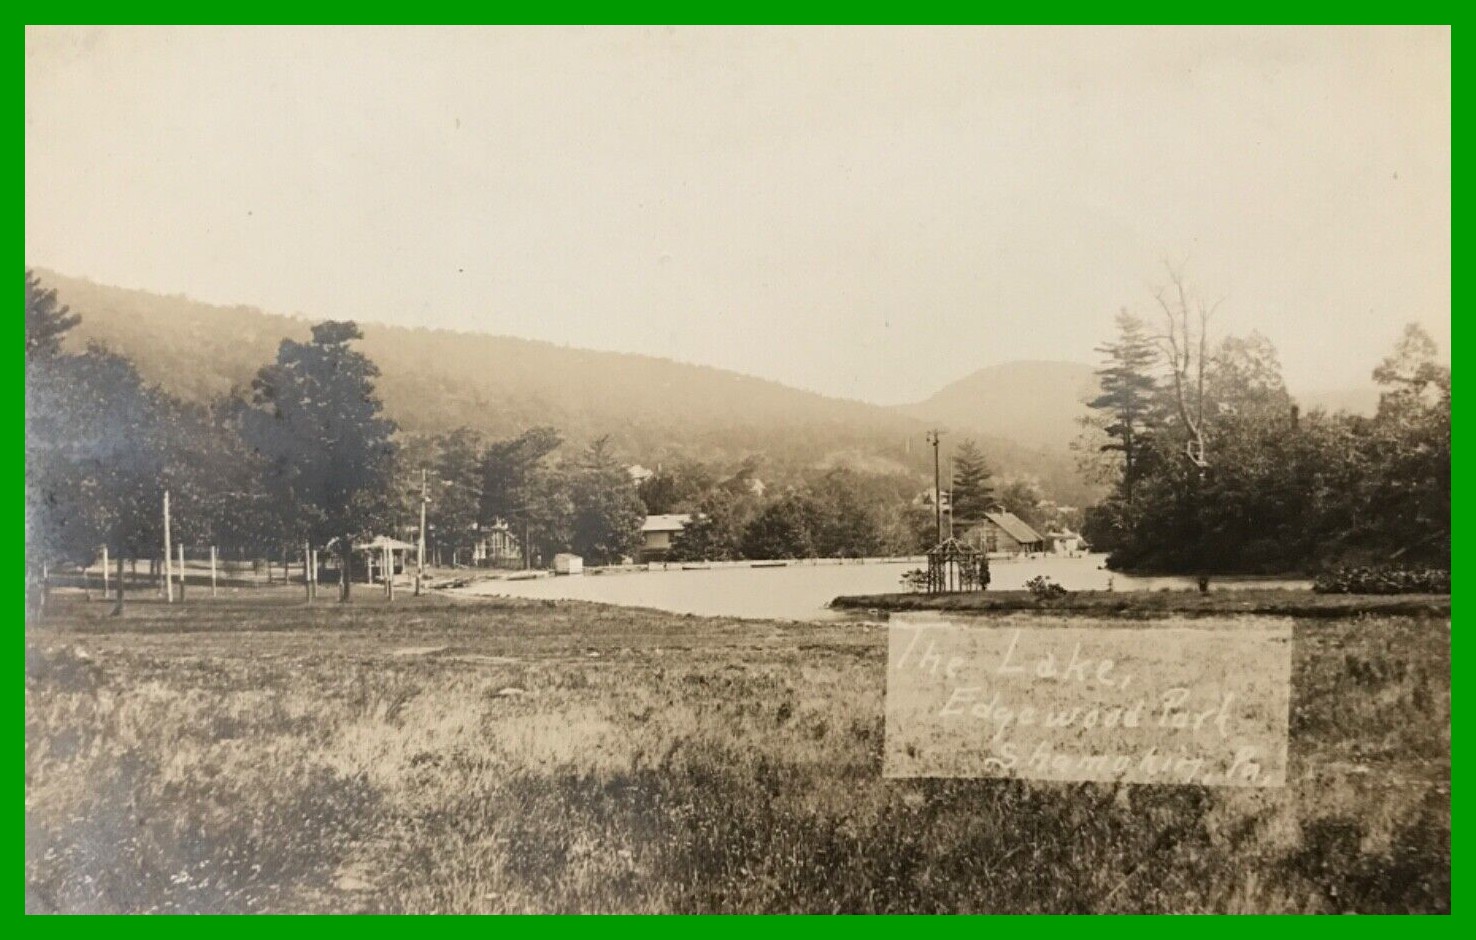 The Lake,
Edgewood Park
Shamokin, Pa.